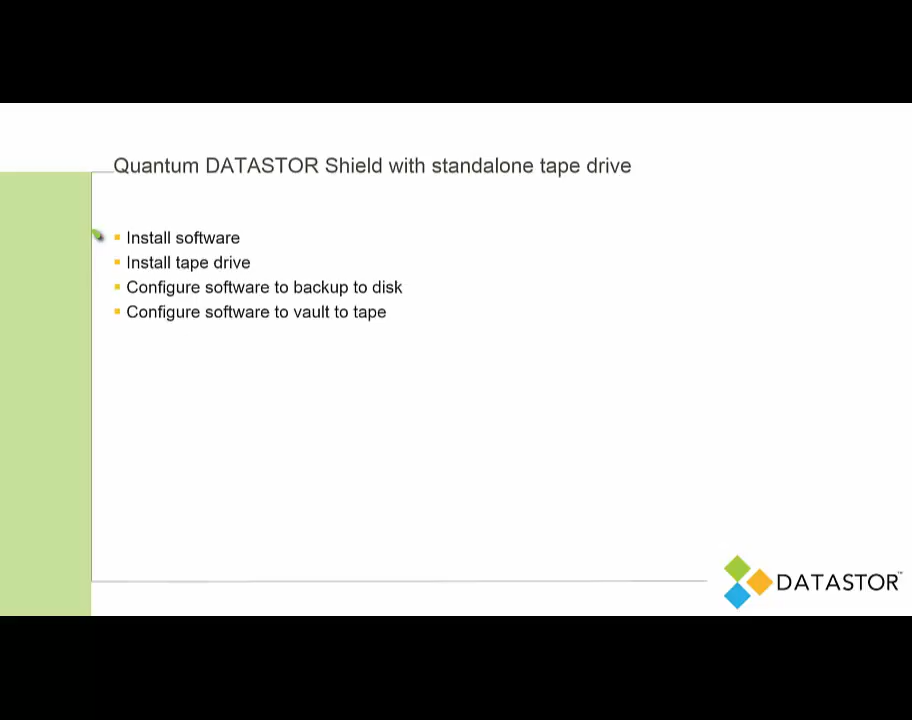 Quantum DATASTOR Shield with standalone tape drive
Install software
Install tape drive
Configure software to backup to disk
Configure software to vault to tape
DATASTOR™